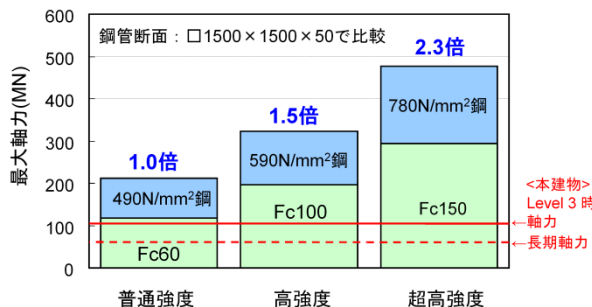 鋼管断面：□1500×1500×50で比較
最大軸力(MN)
600
500
400
300
200
100
0
1.0倍
490N/mm²鋼
Fc60
普通強度
1.5倍
590N/mm²鋼
Fc100
高強度
2.3倍
780N/mm²鋼
Fc150
超高強度
<本建物>
Level 3 時
←軸力
←長期軸力